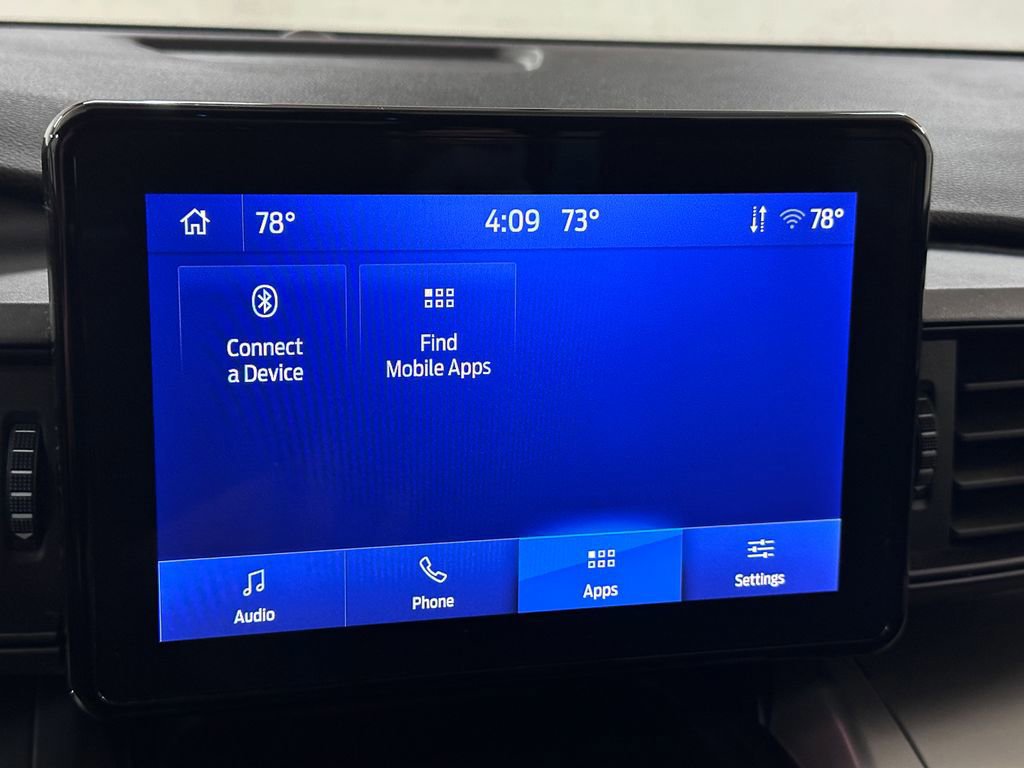 78° 4:09 73° 78°
Connect
a Device
Find
Mobile Apps
Audio
Phone
Apps
Settings